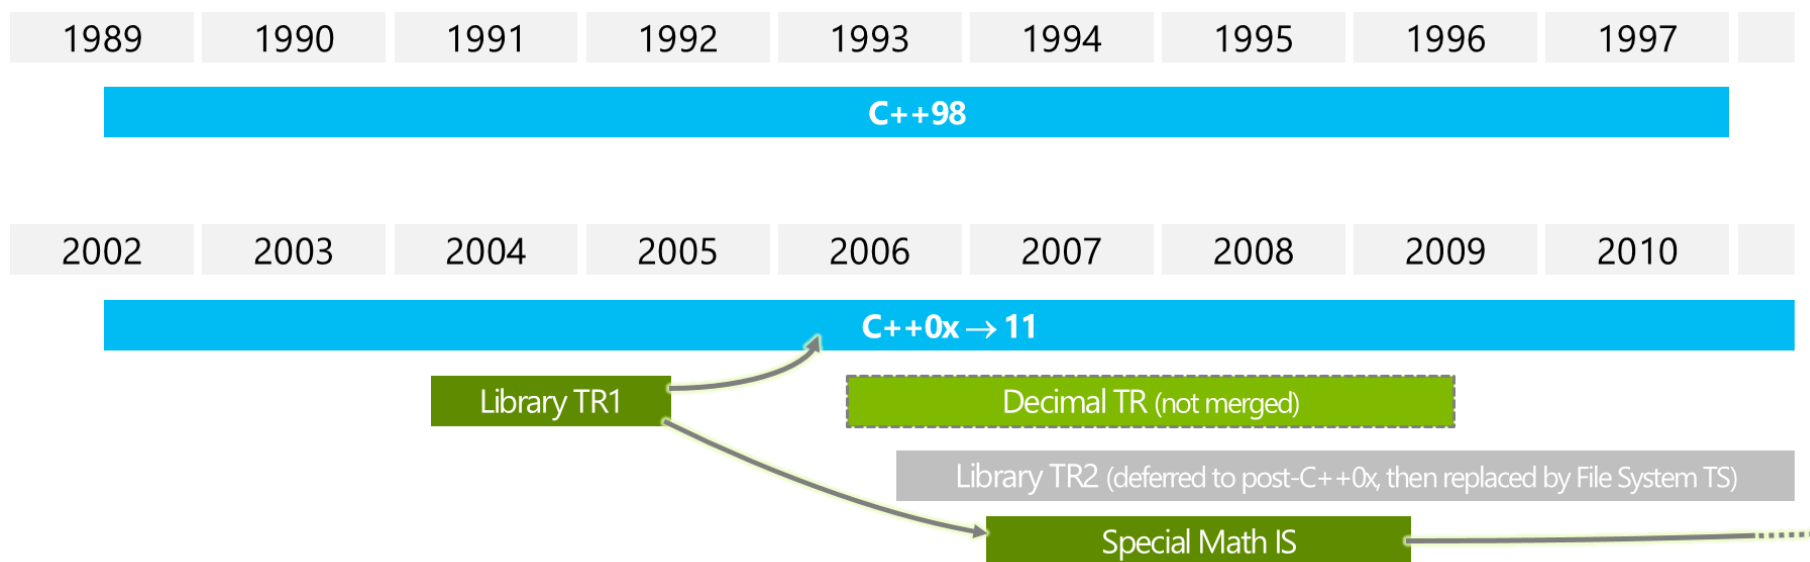 1989 1990 1991 1992 1993 1994 1995 1996 1997
C++98
2002 2003 2004 2005 2006 2007 2008 2009 2010
C++0x → 11
Library TR1 Decimal TR (not merged)
Library TR2 (deferred to post-C++0x, then replaced by File System TS)
Special Math IS